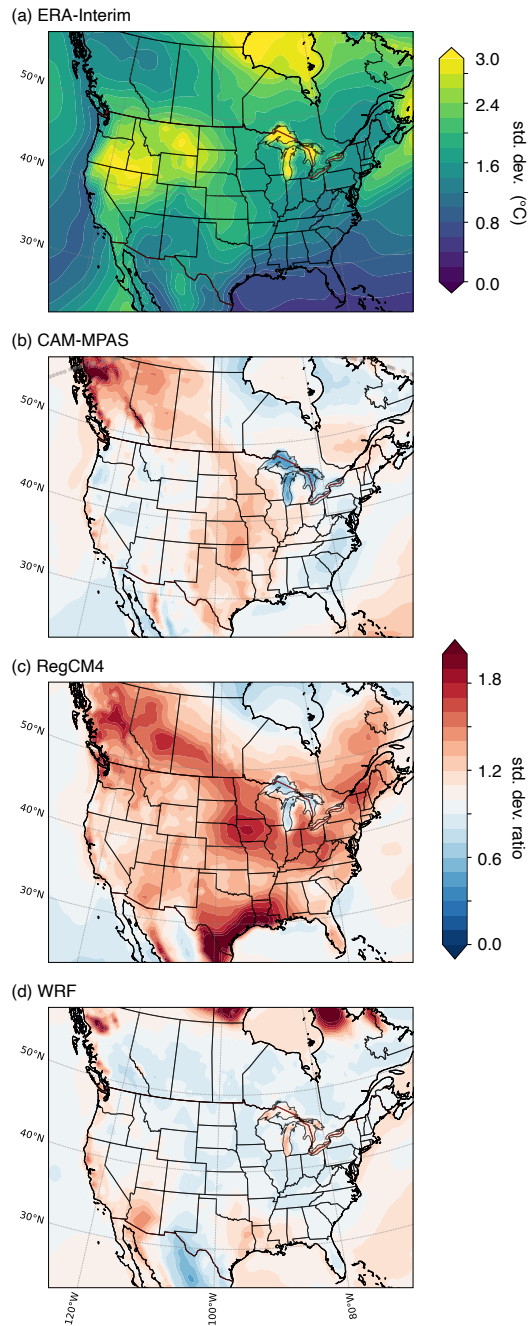 (a) ERA-Interim
50°N
40°N
30°N
3.0
2.4
1.6
0.8
0.0
std. dev. (°C)
(b) CAM-MPAS
50°N
40°N
30°N
(c) RegCM4
50°N
40°N
30°N
1.8
1.2
0.6
0.0
std. dev. ratio
(d) WRF
50°N
40°N
30°N
120°W
100°W
80°W